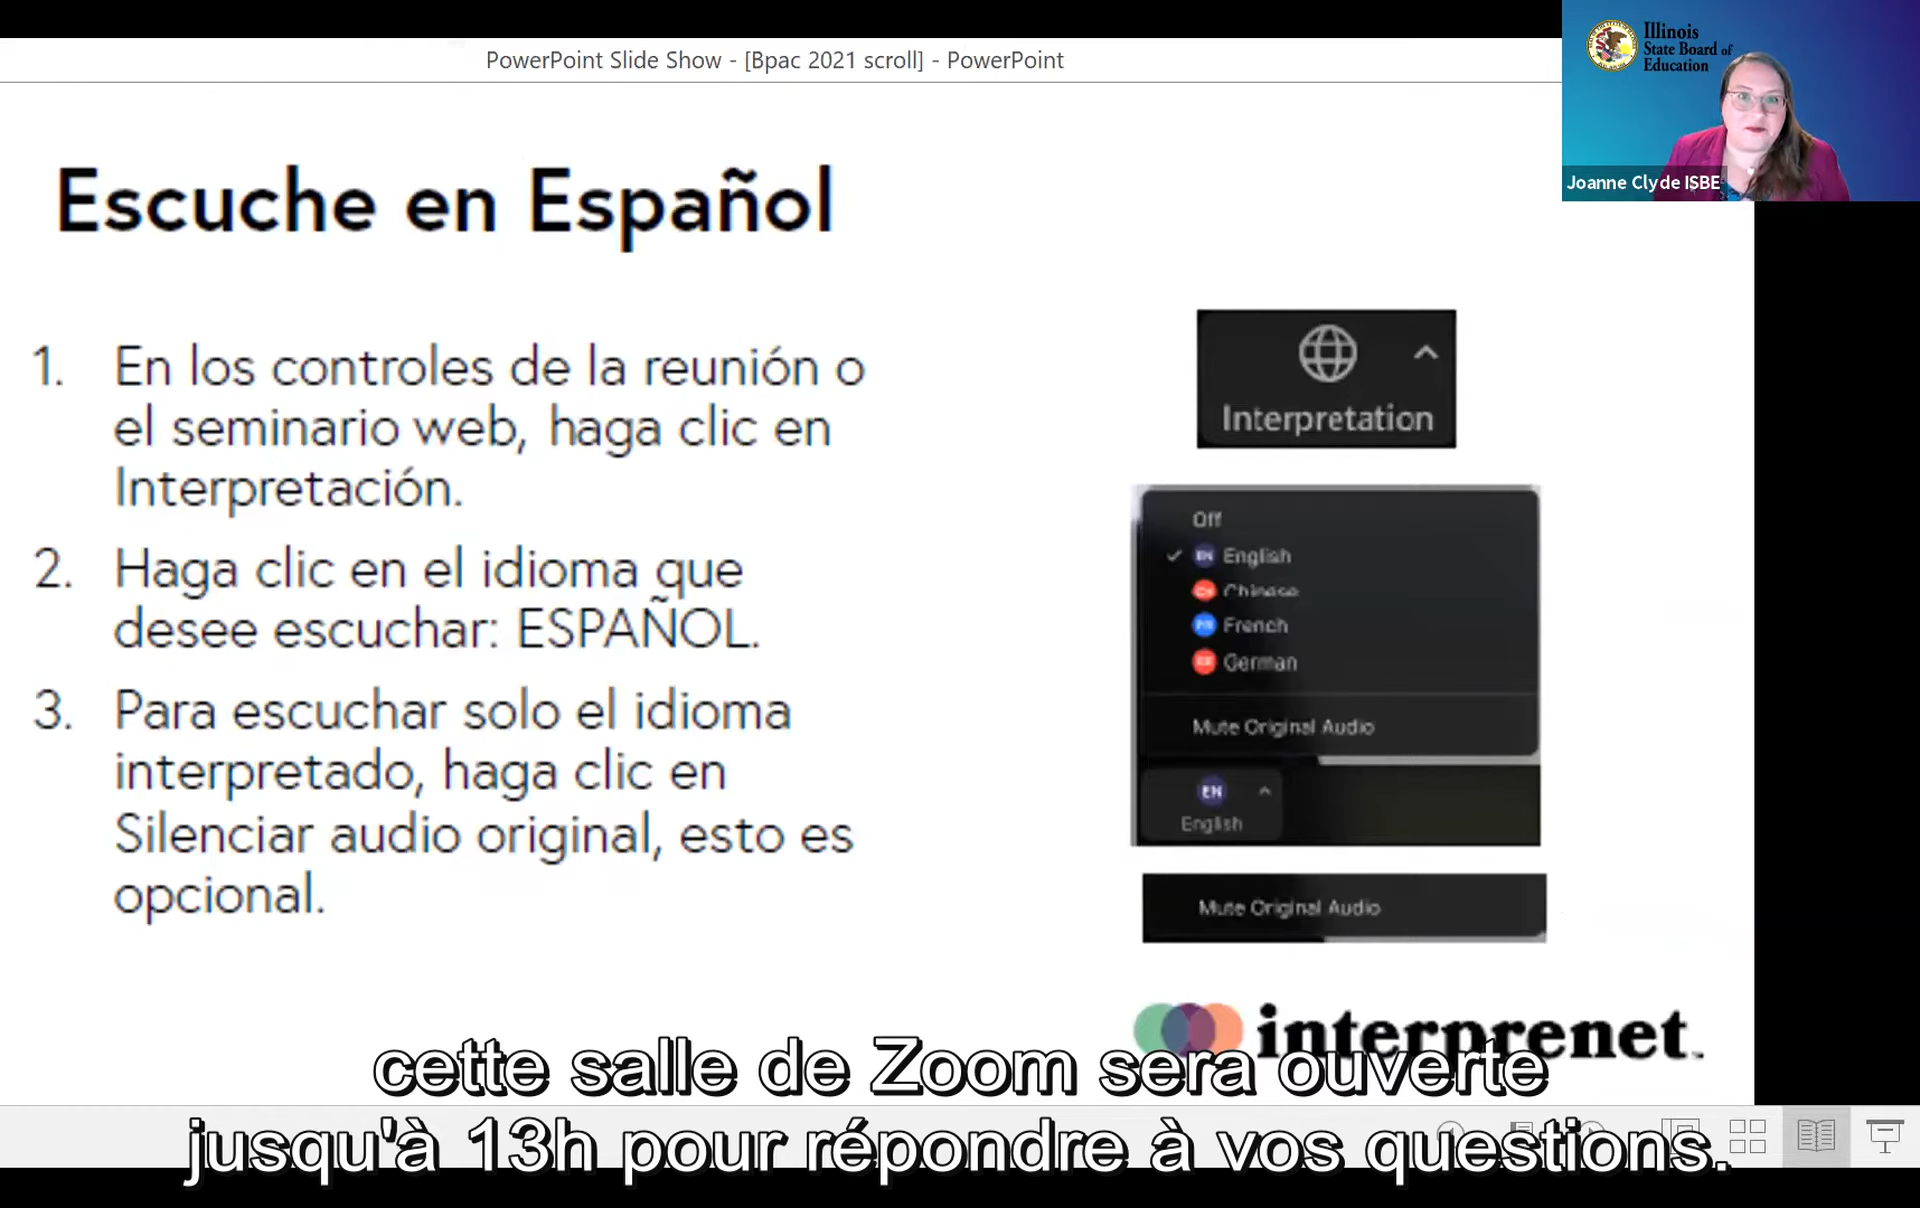 PowerPoint Slide Show - [Bpac 2021 scroll] - PowerPoint
Illinois
State Board of
Education
Joanne Clyde ISBE
Escuche en Español
1. En los controles de la reunión o
el seminario web, haga clic en
Interpretación.
2. Haga clic en el idioma que
desee escuchar: ESPAÑOL.
3. Para escuchar solo el idioma
interpretado, haga clic en
Silenciar audio original, esto es
opcional.
Interpretation
Off
EN English
Chinese
French
German
Mute Original Audio
EN
English
Mute Original Audio
interprenet
cette salle de Zoom sera ouverte
jusqu'à 13h pour répondre à vos questions.